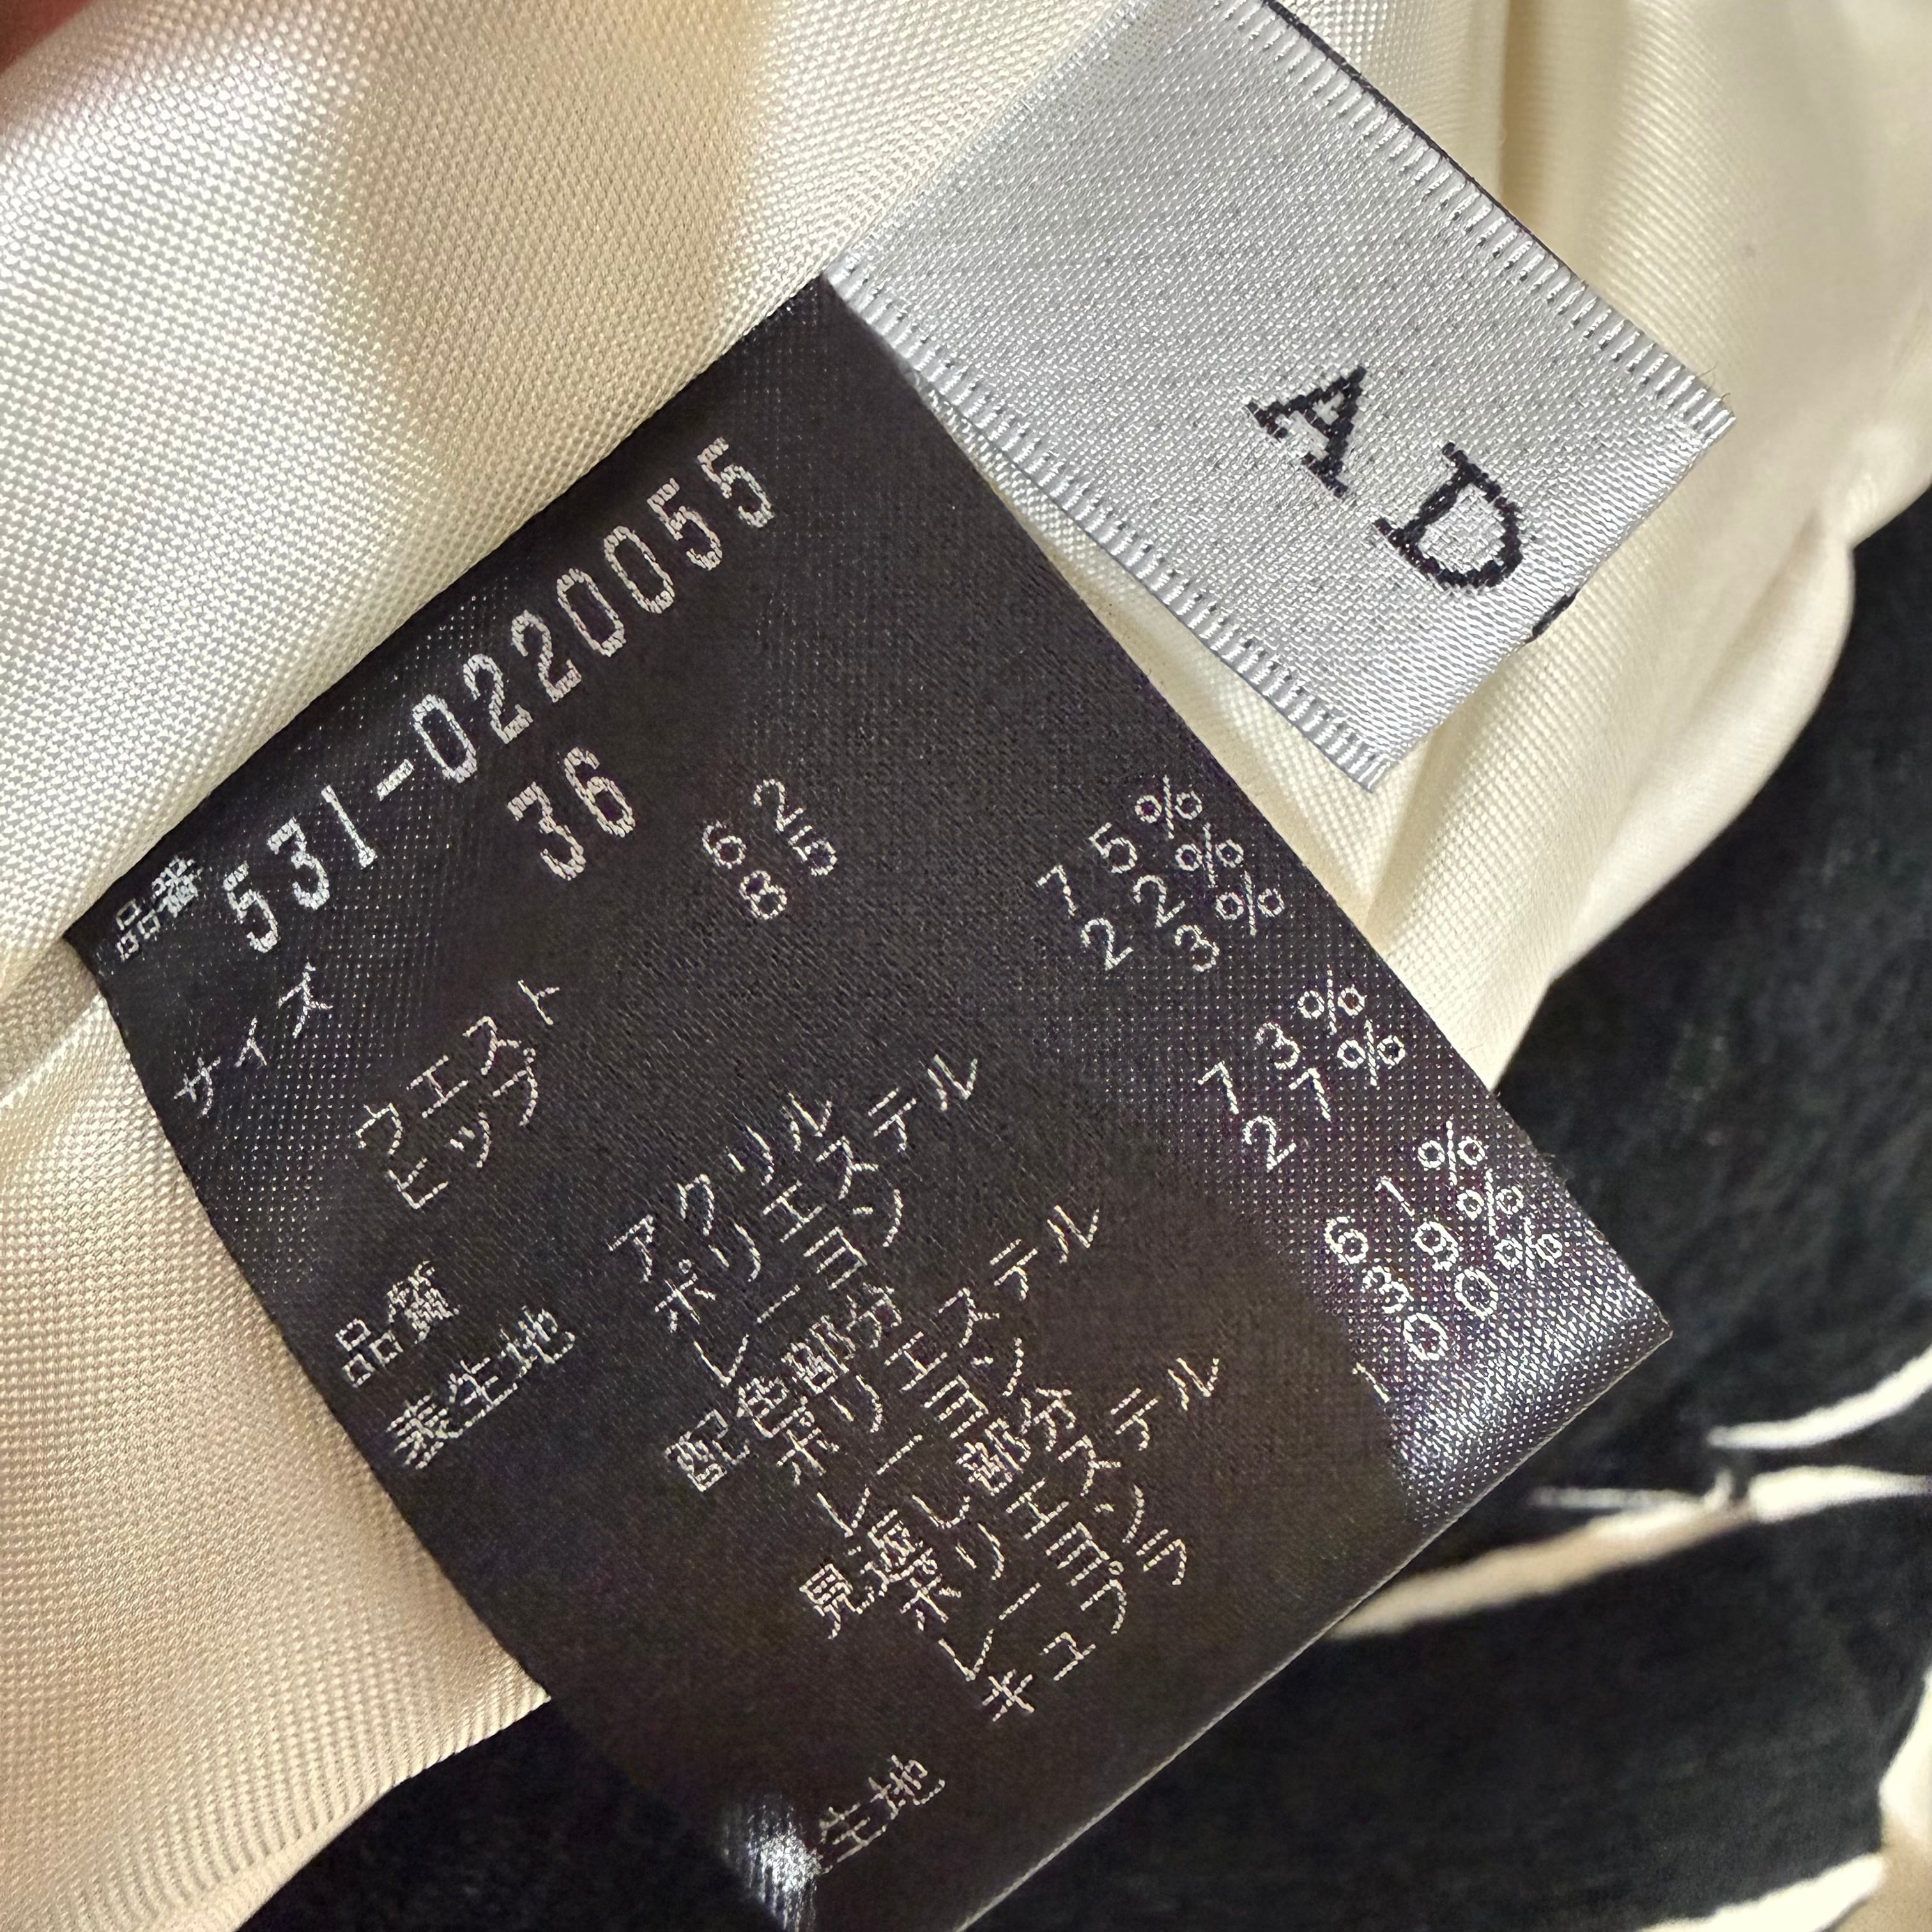 AD
品番 531-0220055
サイズ 36
ウエスト 62
ヒップ 85
品質
表生地 アクリル 75%
ポリエステル 22%
レーヨン 3%
配色部分
ポリエステル 73%
レーヨン 27%
見返し部分
ポリエステル 61%
レーヨン 39%
キュプラ 100%
生地